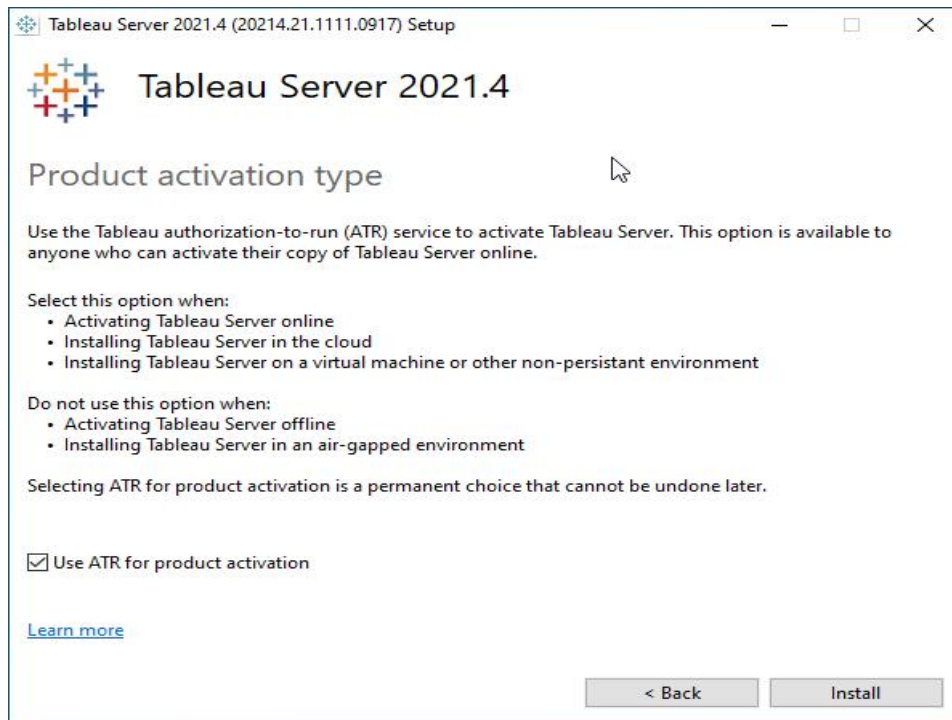 Tableau Server 2021.4 (20214.21.1111.0917) Setup
Tableau Server 2021.4
Product activation type
Use the Tableau authorization-to-run (ATR) service to activate Tableau Server. This option is available to
anyone who can activate their copy of Tableau Server online.
Select this option when:
• Activating Tableau Server online
• Installing Tableau Server in the cloud
• Installing Tableau Server on a virtual machine or other non-persistant environment
Do not use this option when:
• Activating Tableau Server offline
• Installing Tableau Server in an air-gapped environment
Selecting ATR for product activation is a permanent choice that cannot be undone later.
Use ATR for product activation
Learn more
< Back Install